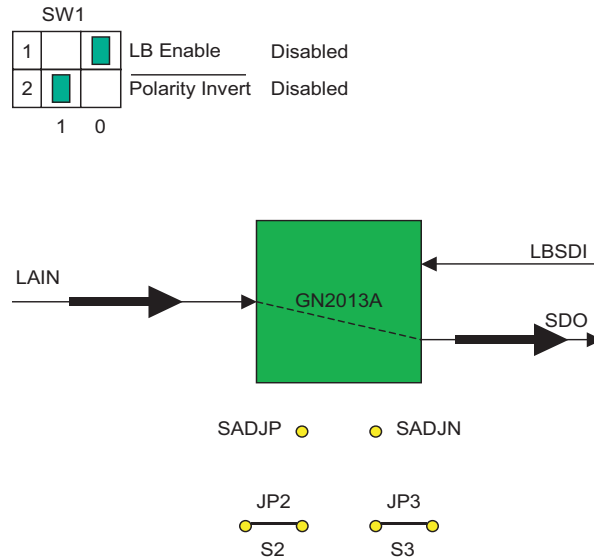 SW1
1 LB Enable Disabled
2 Polarity Invert Disabled
1 0
LBSDI
LAIN
GN2013A
SDO
SADJP SADJN
JP2 JP3
S2 S3